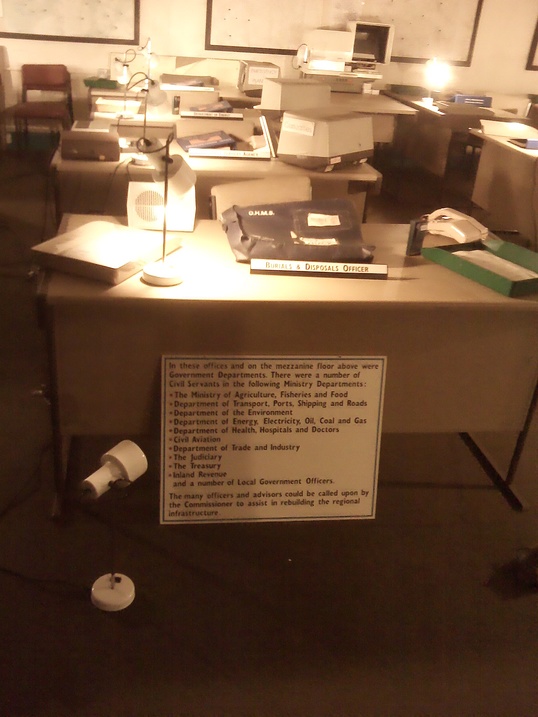 O.H.M.S.
BURIALS & DISPOSALS OFFICER
In these offices and on the mezzanine floor above were
Government Departments. There were a number of
Civil Servants in the following Ministry Departments:
• The Ministry of Agriculture, Fisheries and Food
• Department of Transport, Ports, Shipping and Roads
• Department of the Environment
• Department of Energy, Electricity, Oil, Coal and Gas
• Department of Health, Hospitals and Doctors
• Civil Aviation
• Department of Trade and Industry
• The Judiciary
• The Treasury
• Inland Revenue
and a number of Local Government Officers.
The many officers and advisors could be called upon by
the Commissioner to assist in rebuilding the regional
infrastructure.